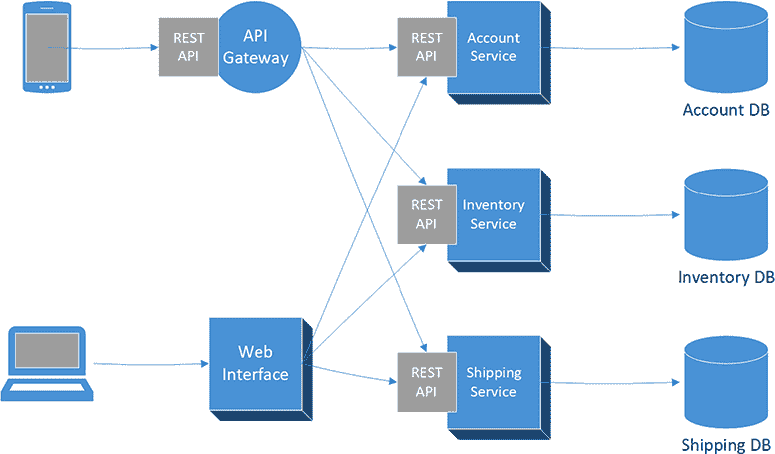 REST
API
API
Gateway
REST
API
Account
Service
Account DB
REST
API
Inventory
Service
Inventory DB
Web
Interface
REST
API
Shipping
Service
Shipping DB